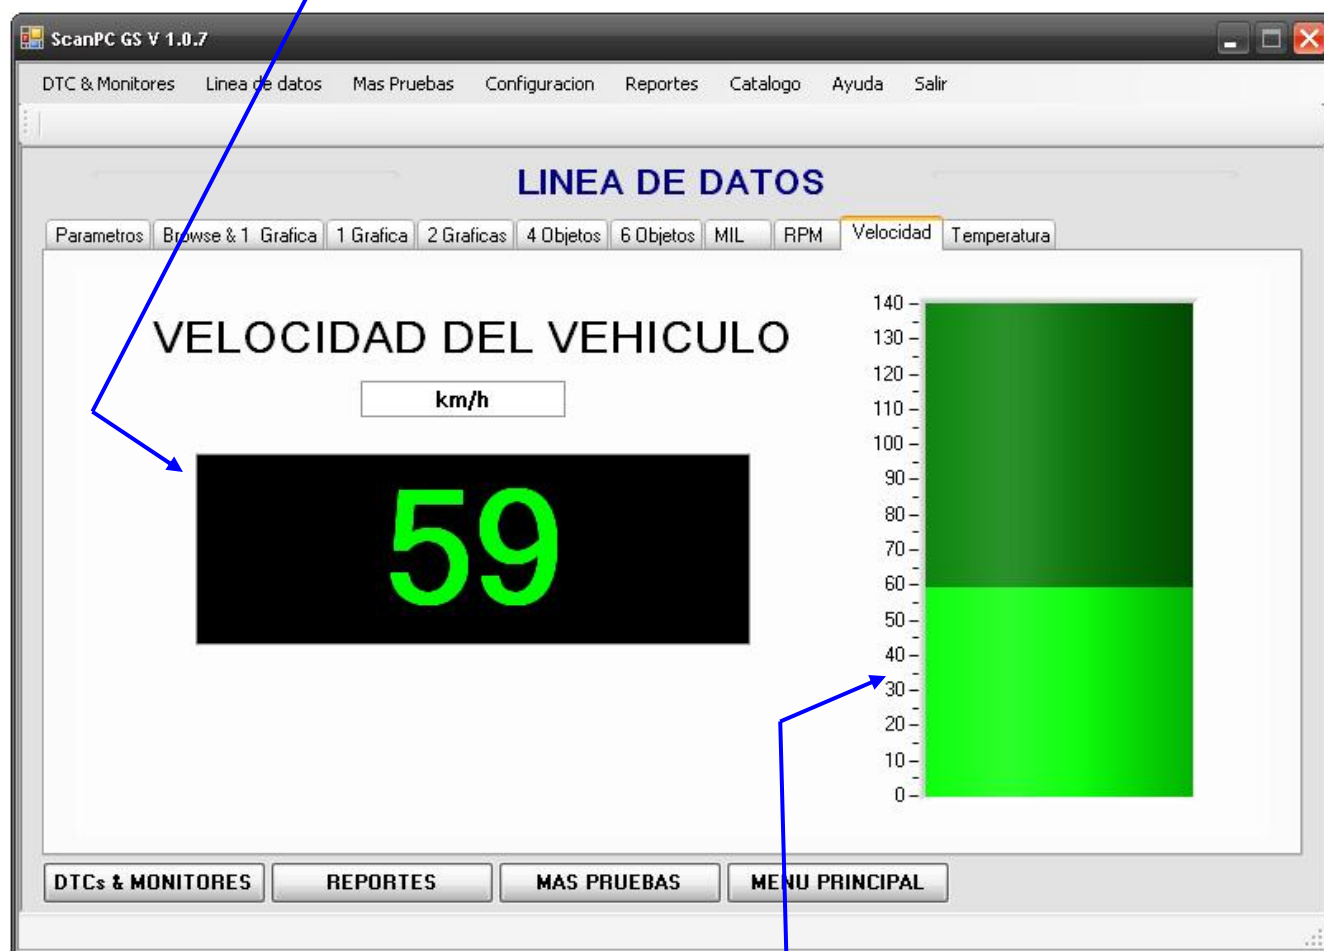 ScanPC GS V 1.0.7
DTC & Monitores Linea de datos Mas Pruebas Configuracion Reportes Catalogo Ayuda Salir
LINEA DE DATOS
Parametros Browse & 1 Grafica 1 Grafica 2 Graficas 4 Objetos 6 Objetos MIL RPM Velocidad Temperatura
VELOCIDAD DEL VEHICULO
km/h
59
140
130
120
110
100
90
80
70
60
50
40
30
20
10
0
DTCs & MONITORES REPORTES MAS PRUEBAS MENU PRINCIPAL